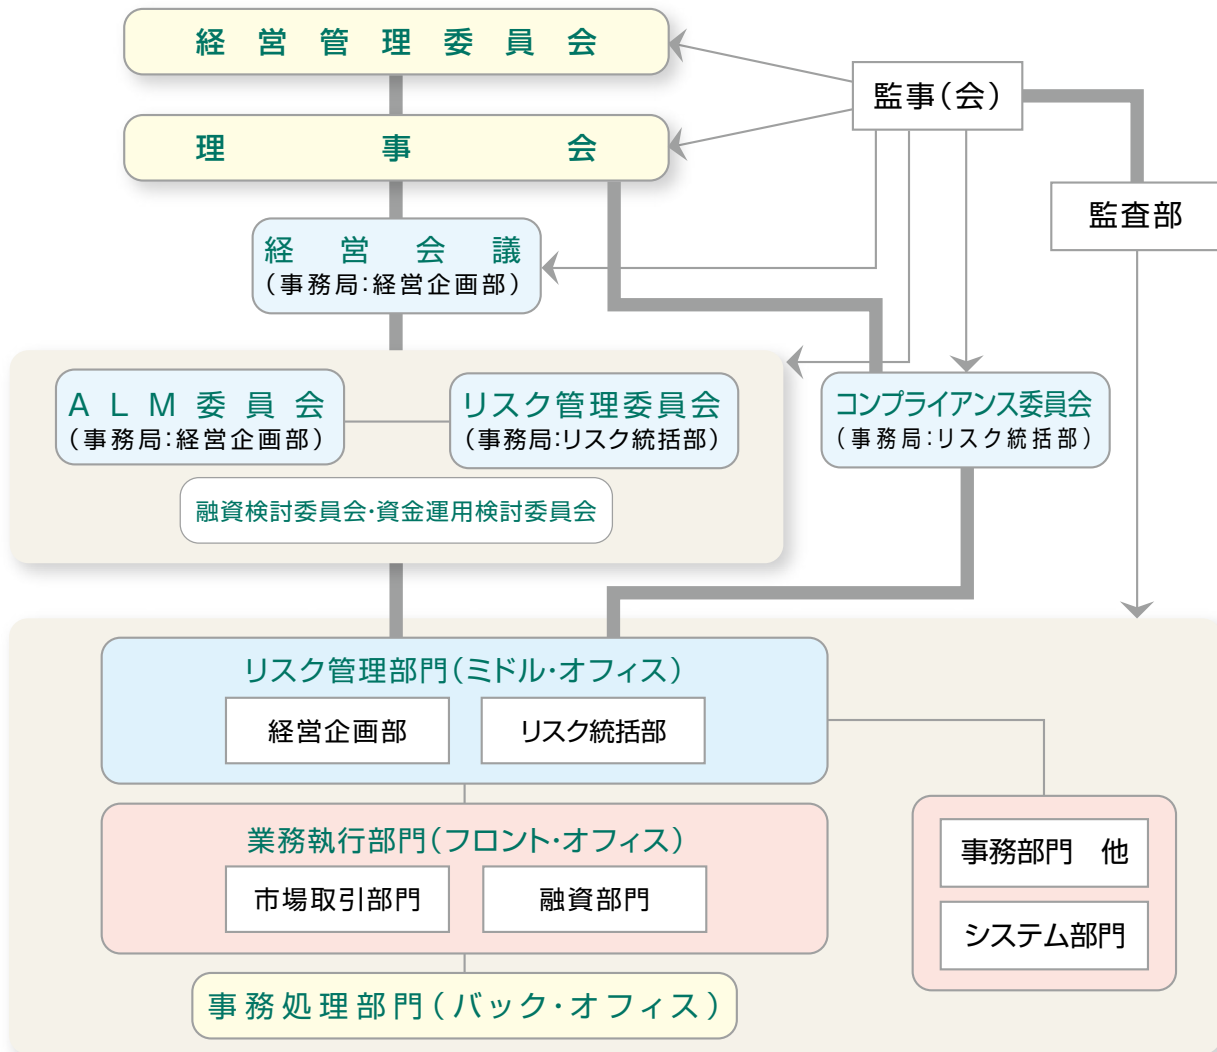 経営管理委員会
監事(会)
理事会
監査部
経営会議
(事務局:経営企画部)
ALM委員会
(事務局:経営企画部)
リスク管理委員会
(事務局:リスク統括部)
コンプライアンス委員会
(事務局:リスク統括部)
融資検討委員会・資金運用検討委員会
リスク管理部門(ミドル・オフィス)
経営企画部
リスク統括部
業務執行部門(フロント・オフィス)
市場取引部門
融資部門
事務部門 他
システム部門
事務処理部門(バック・オフィス)